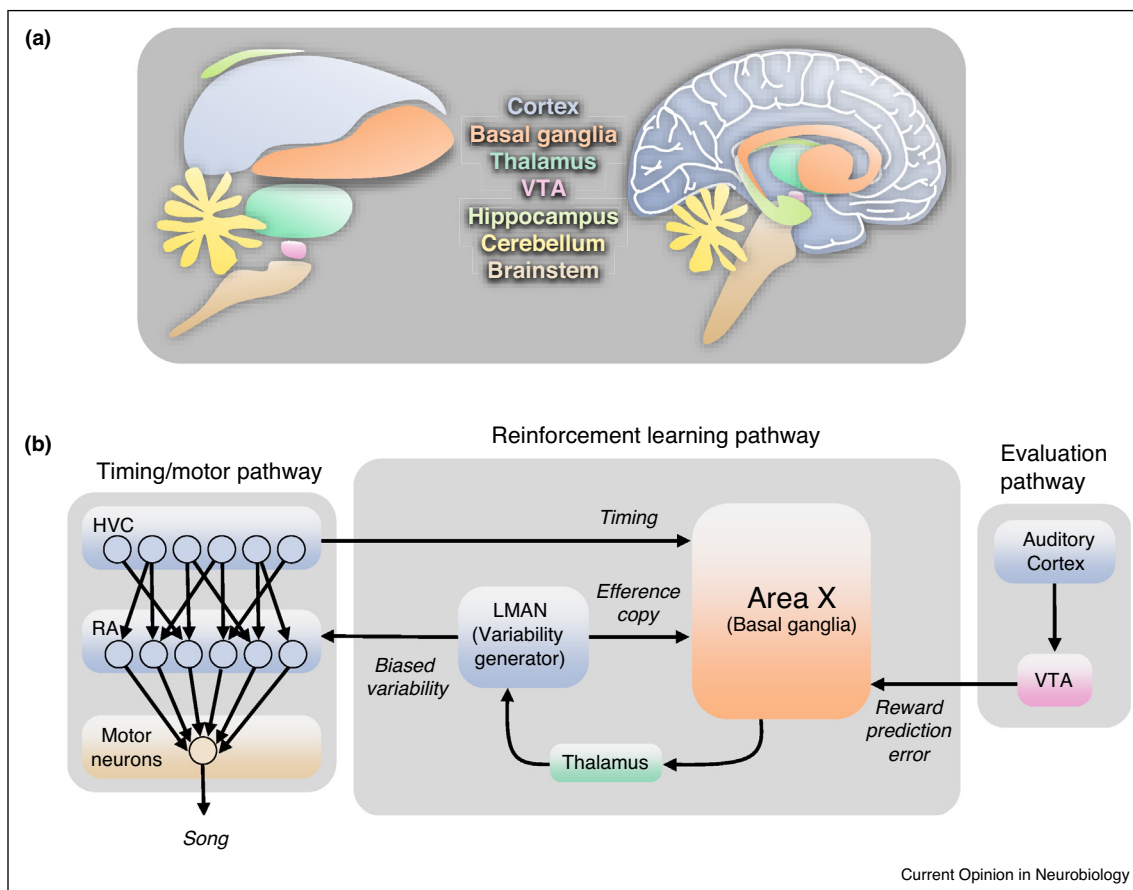 (a)
Cortex
Basal ganglia
Thalamus
VTA
Hippocampus
Cerebellum
Brainstem
(b)
Reinforcement learning pathway
Timing/motor pathway
Evaluation
pathway
HVC
Timing
Auditory
Cortex
RA
LMAN
(Variability
generator)
Efference
copy
Area X
(Basal ganglia)
Biased
variability
VTA
Reward
prediction
error
Motor
neurons
Thalamus
Song
Current Opinion in Neurobiology